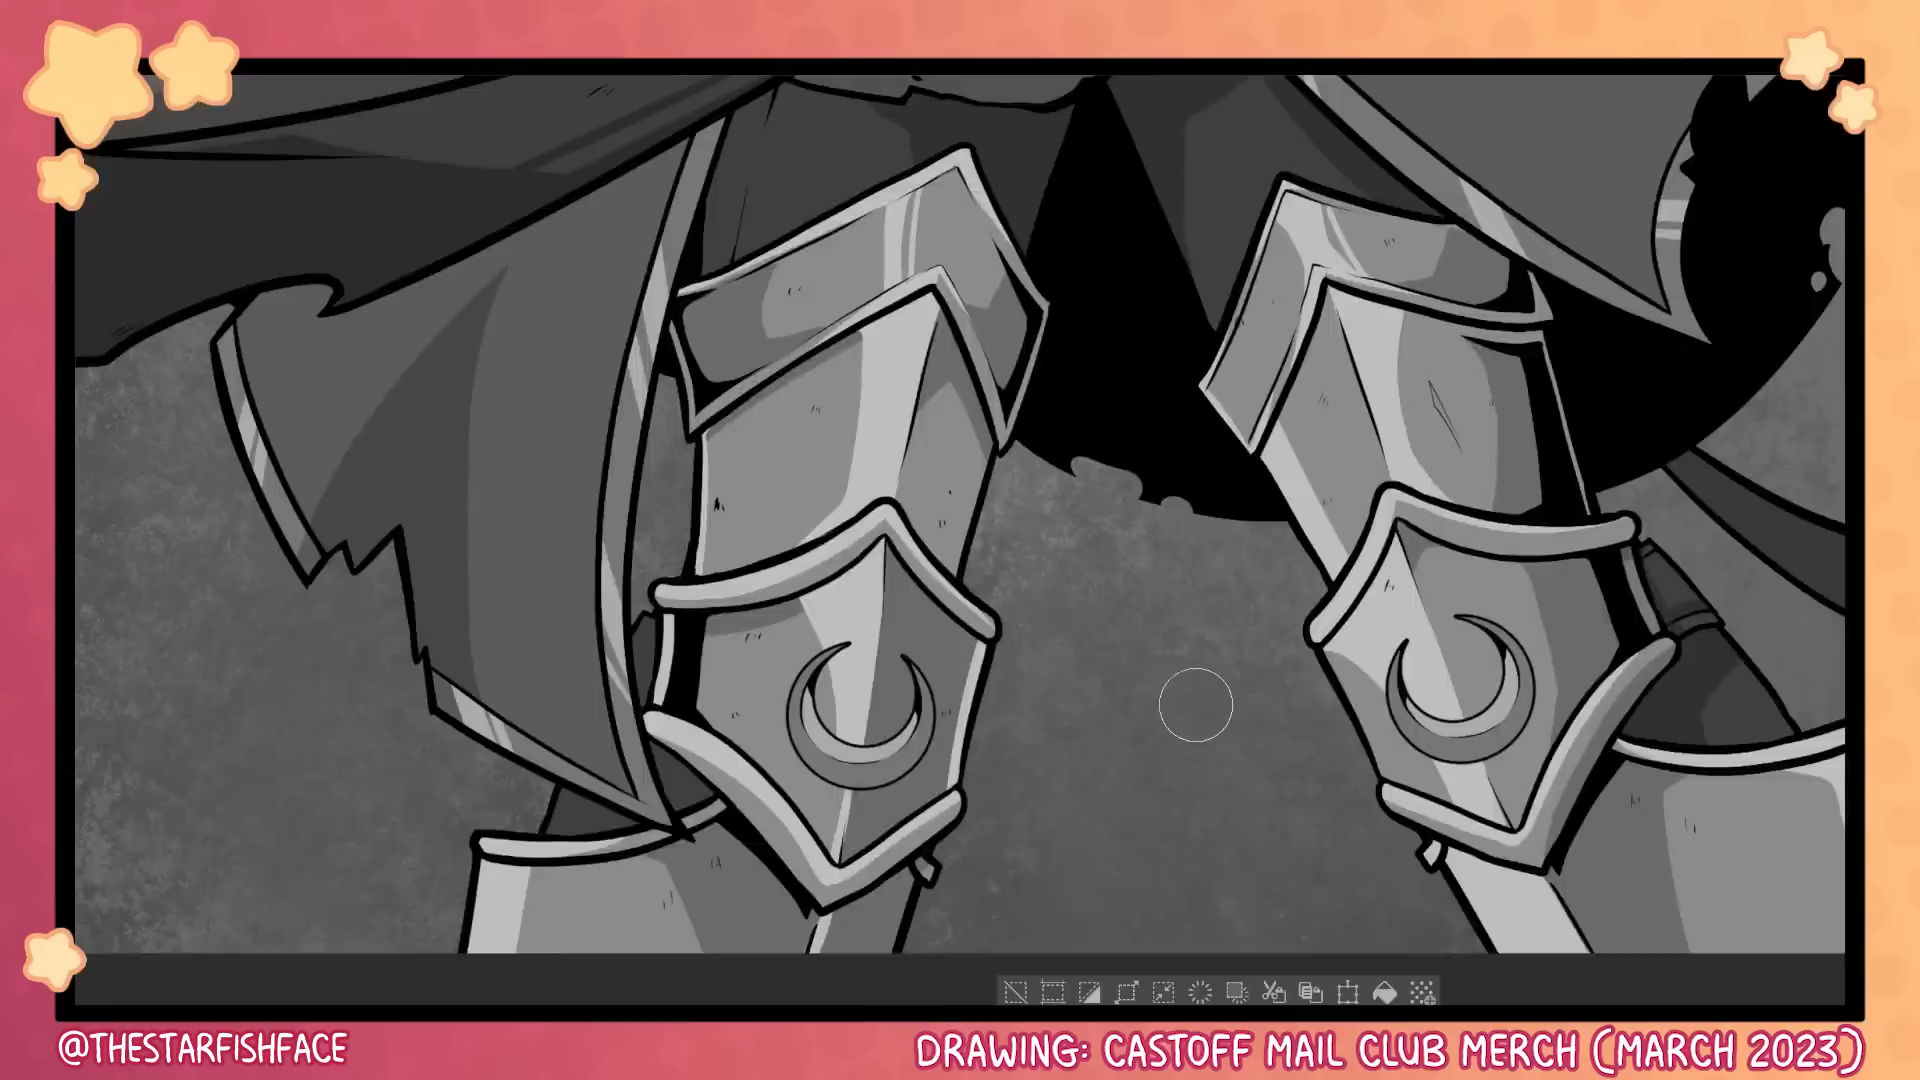 @THESTARFISHFACE
DRAWING: CASTOFF MAIL CLUB MERCH (MARCH 2023)